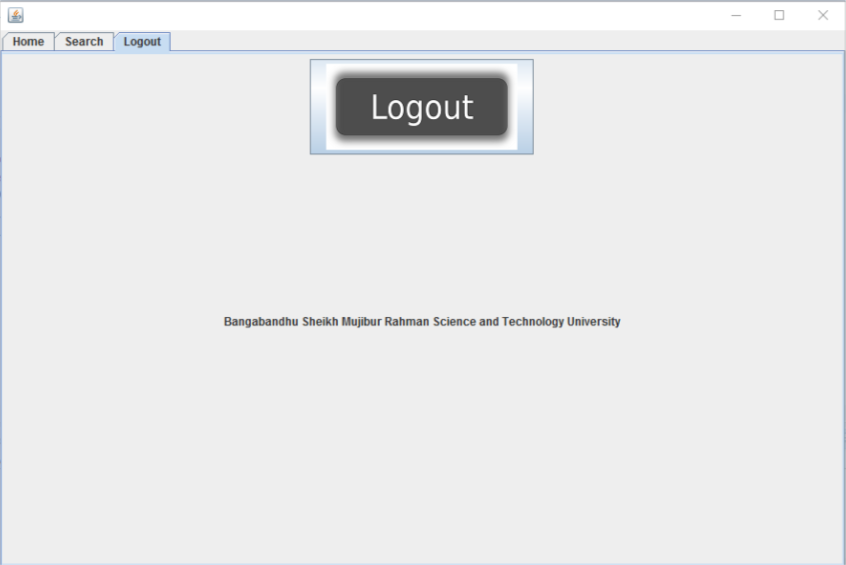 Home Search Logout
Logout
Bangabandhu Sheikh Mujibur Rahman Science and Technology University